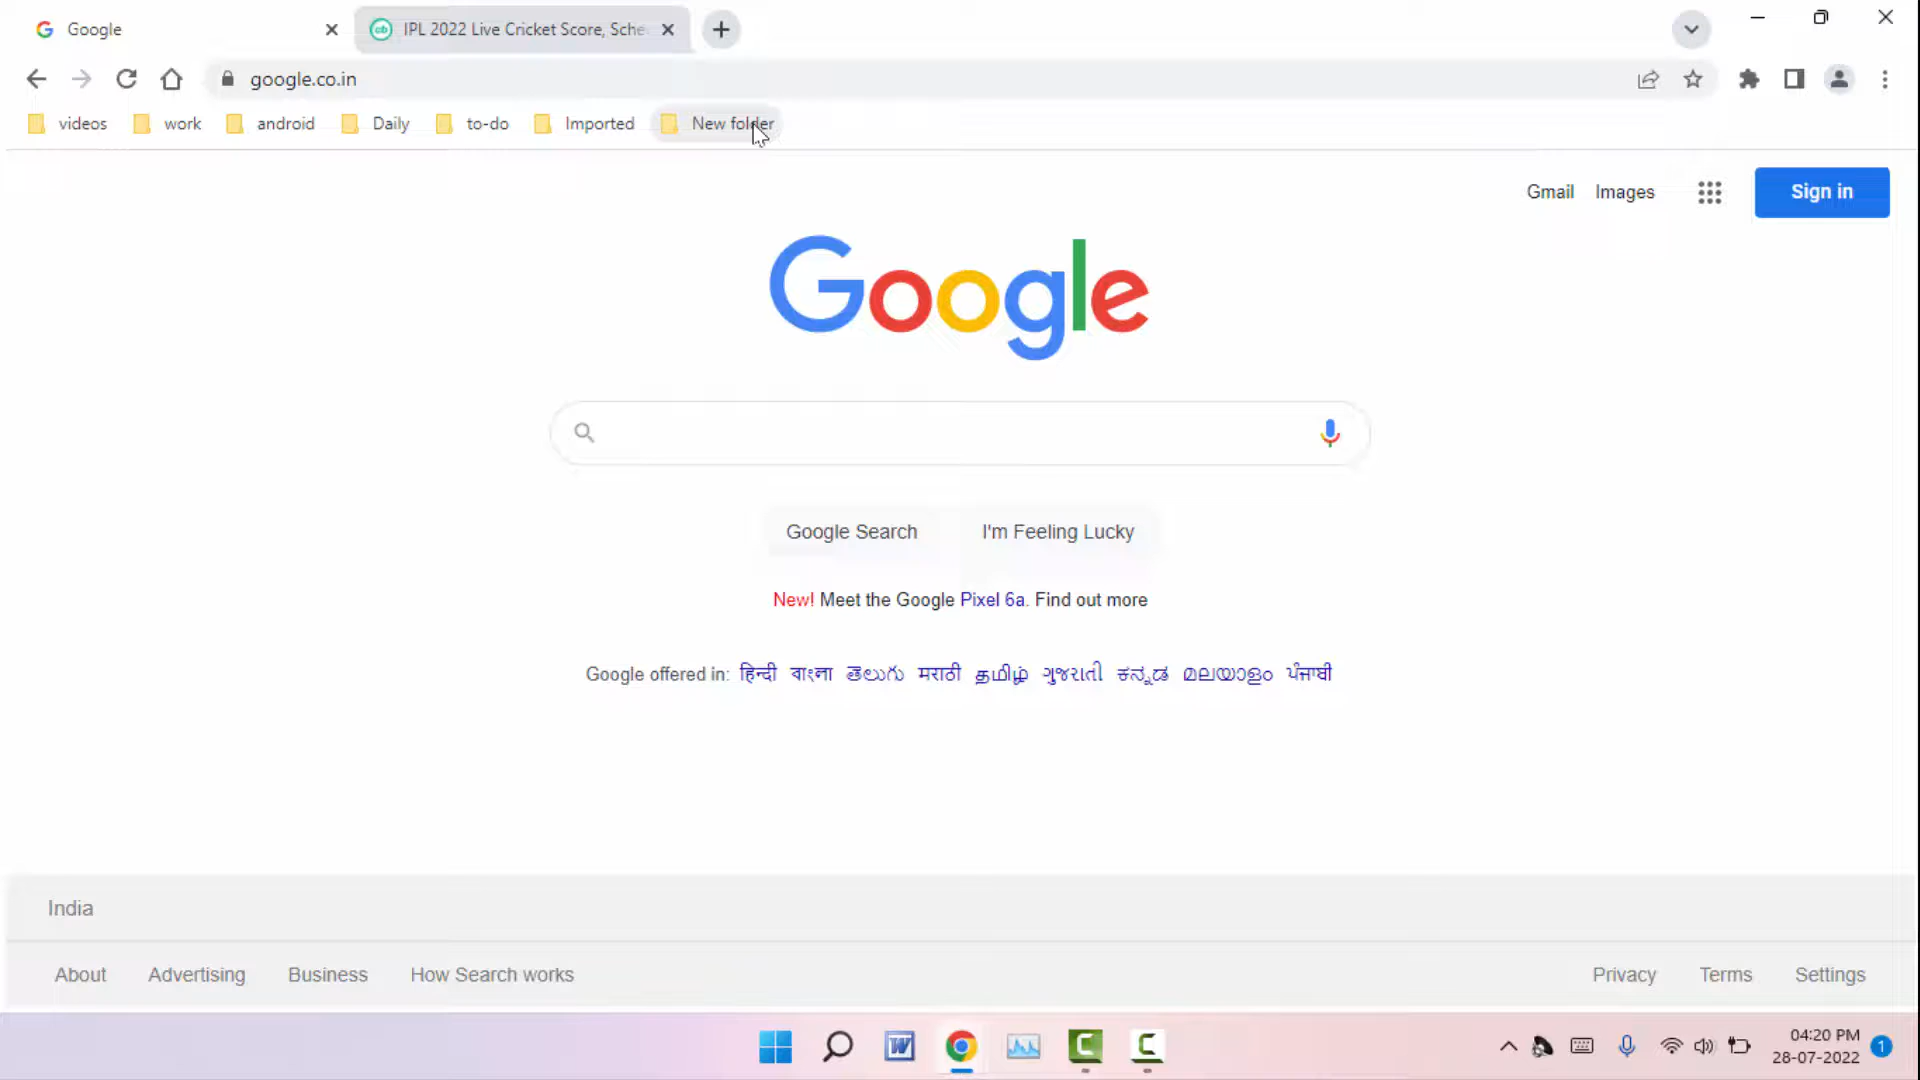 Google
IPL 2022 Live Cricket Score, Sche
google.co.in
videos work android Daily to-do Imported New folder
Gmail Images Sign in
Google
Google Search I'm Feeling Lucky
New! Meet the Google Pixel 6a. Find out more
Google offered in: हिन्दी বাংলা తెలుగు मराठी தமிழ் ગુજરાતી ಕನ್ನಡ മലയാളം ਪੰਜਾਬੀ
India
About Advertising Business How Search works Privacy Terms Settings
04:20 PM
28-07-2022 1